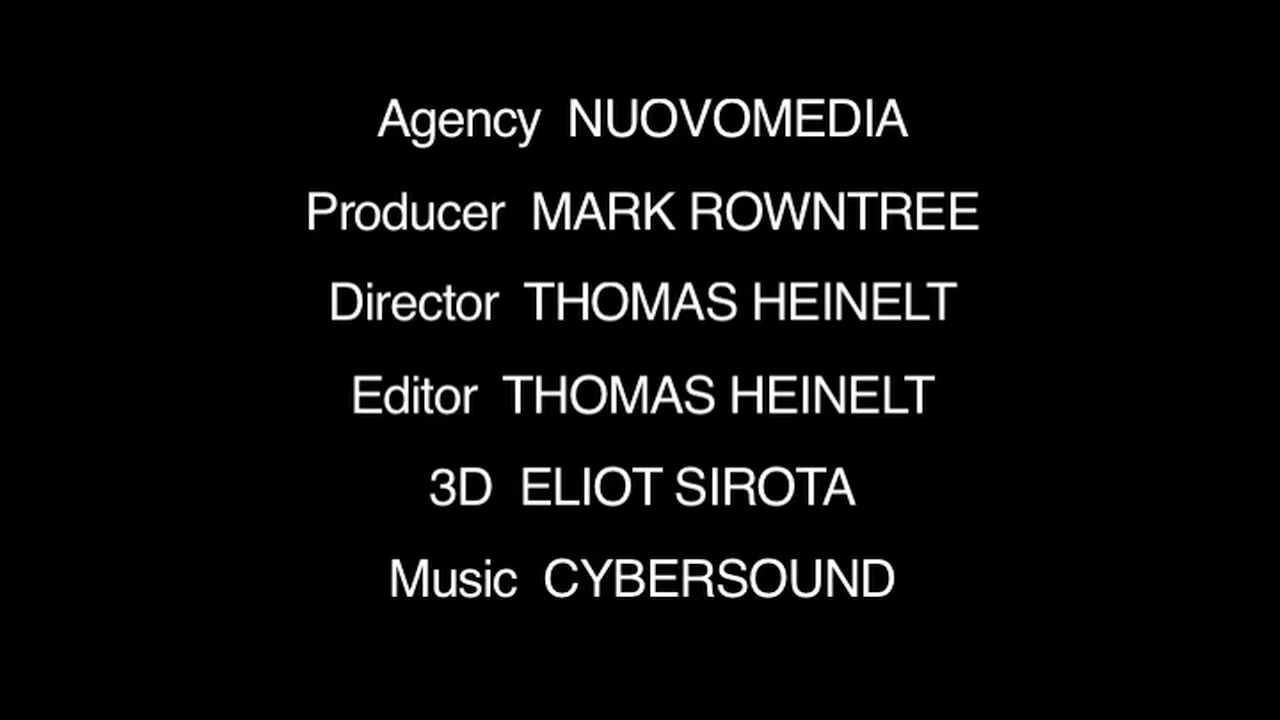 Agency NUOVOMEDIA
Producer MARK ROWNTREE
Director THOMAS HEINELT
Editor THOMAS HEINELT
3D ELIOT SIROTA
Music CYBERSOUND